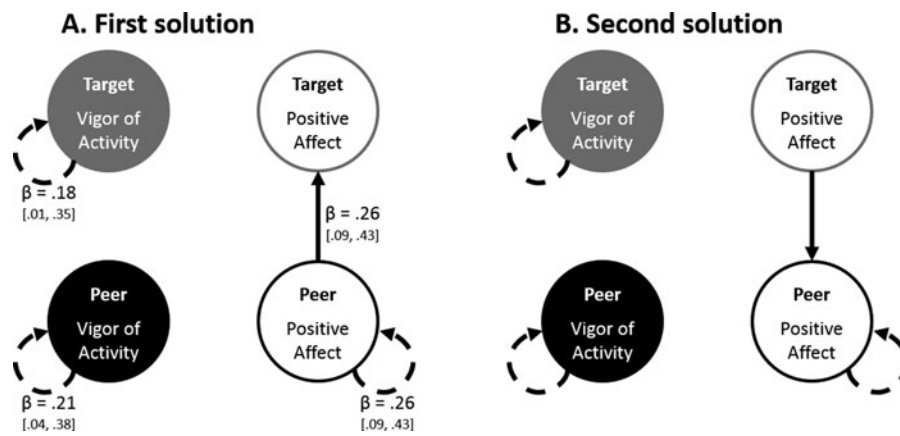 A. First solution
Target
Vigor of
Activity
β = .18
[.01, .35]
Target
Positive
Affect
β = .26
[.09, .43]
Peer
Vigor of
Activity
β = .21
[.04, .38]
Peer
Positive
Affect
β = .26
[.09, .43]
B. Second solution
Target
Vigor of
Activity
Target
Positive
Affect
Peer
Vigor of
Activity
Peer
Positive
Affect